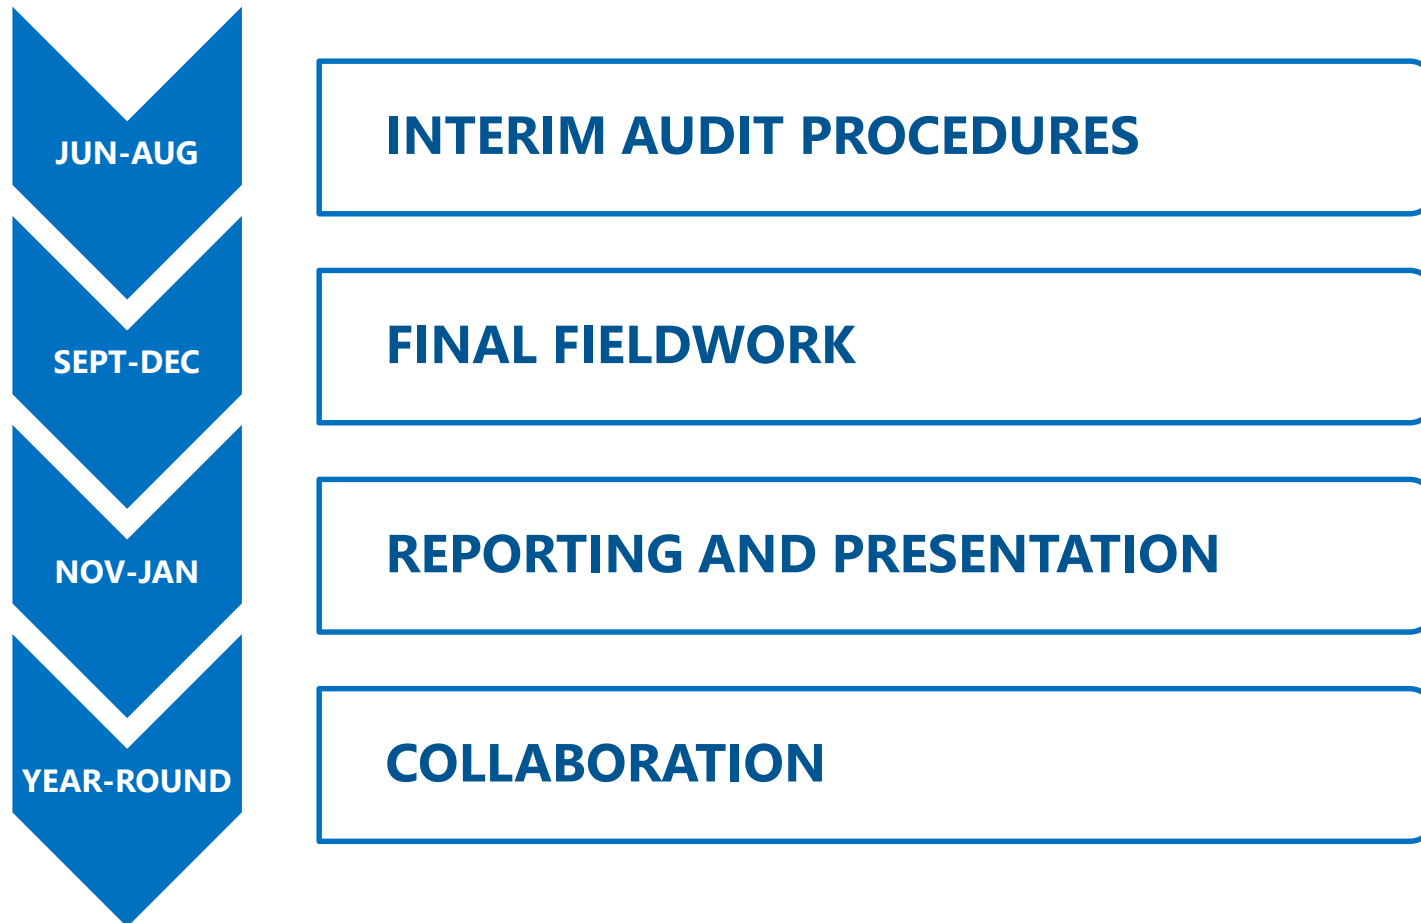 JUN-AUG
INTERIM AUDIT PROCEDURES
SEPT-DEC
FINAL FIELDWORK
NOV-JAN
REPORTING AND PRESENTATION
YEAR-ROUND
COLLABORATION